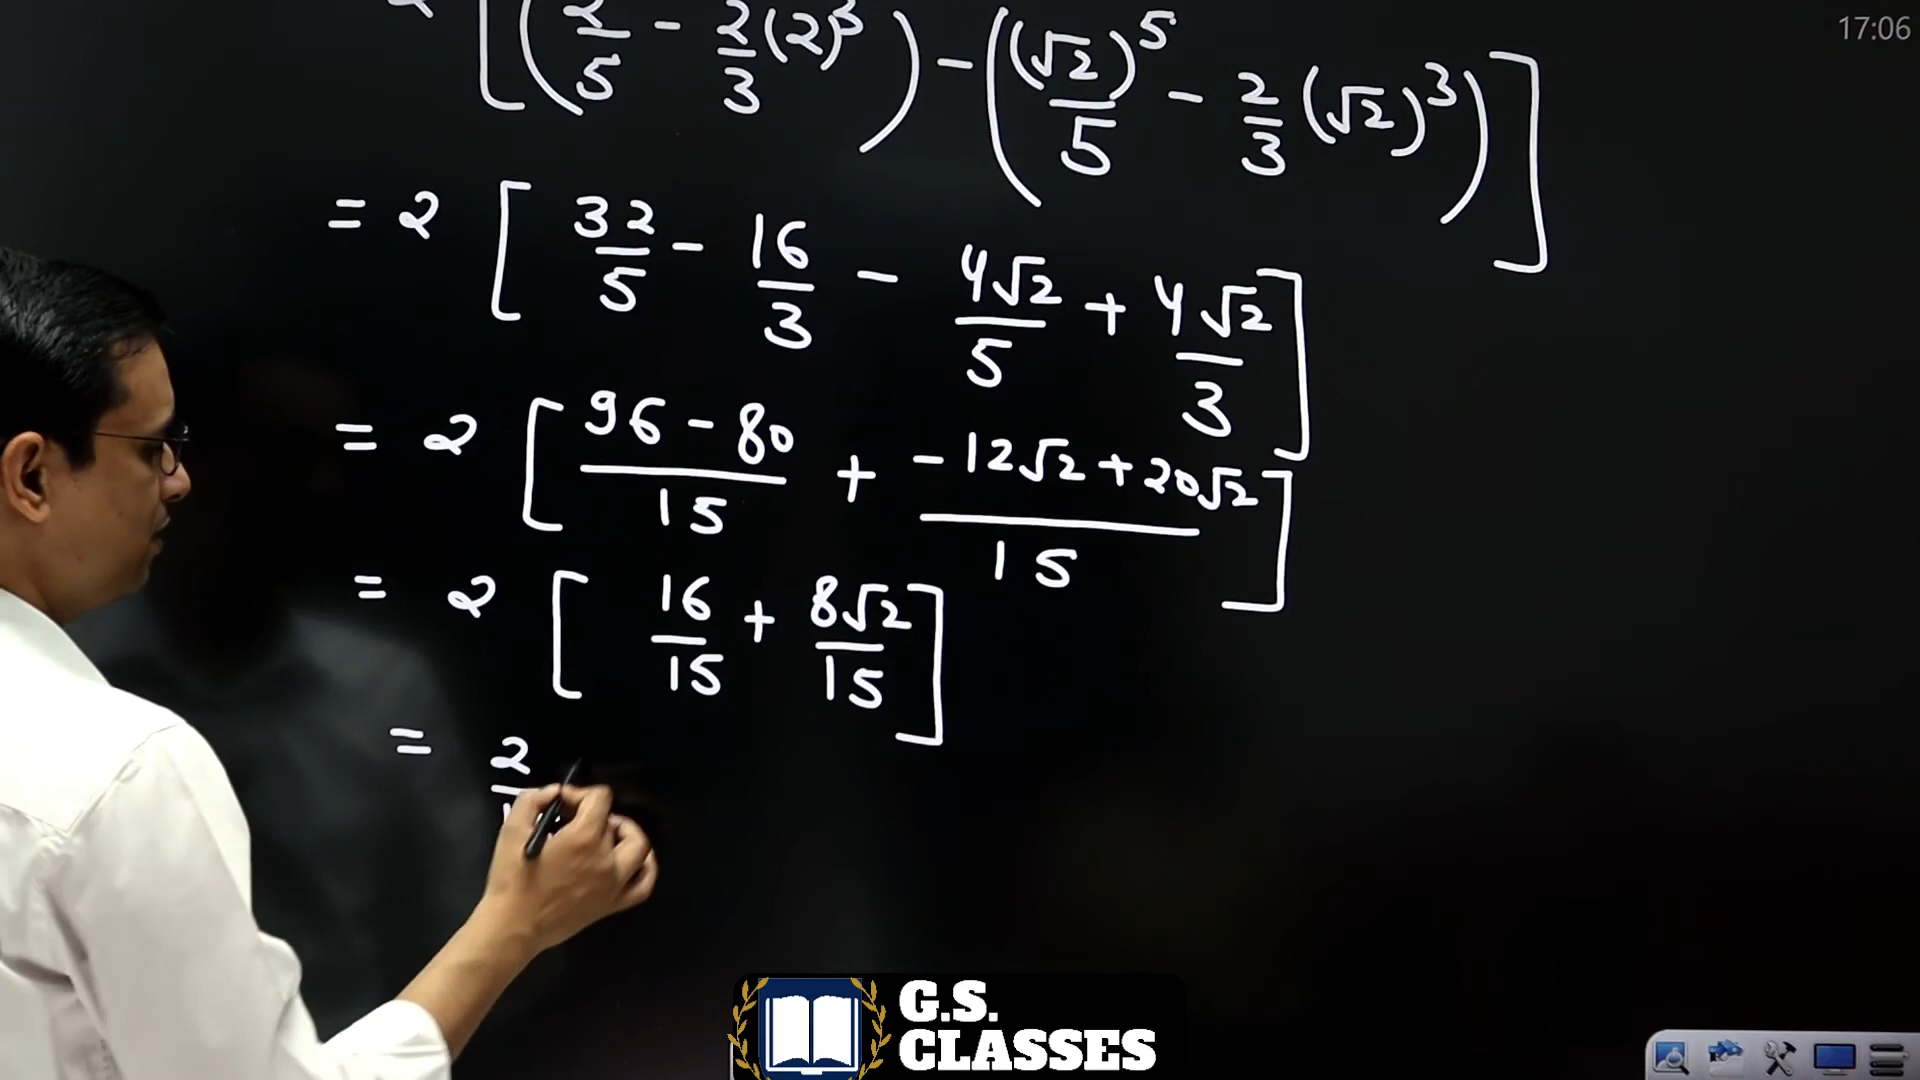 17:06
2 [(2/5 - 2/3 (2)³) - ((√2)⁵/5 - 2/3 (√2)³)]
= 2 [32/5 - 16/3 - 4√2/5 + 4√2/3]
= 2 [96 - 80/15 + -12√2 + 20√2/15]
= 2 [16/15 + 8√2/15]
= 2/1
G.S.
CLASSES